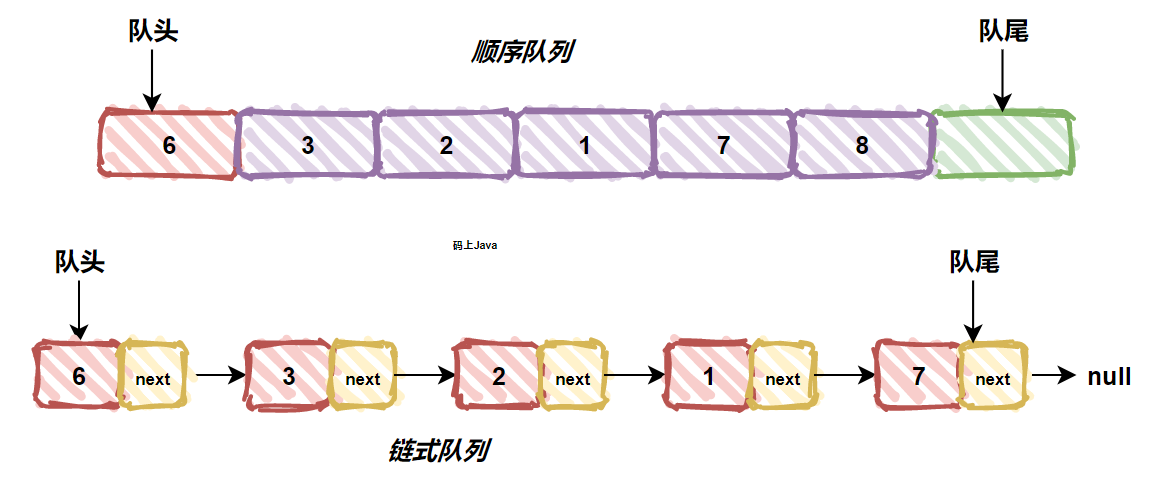 队头
队尾
顺序队列
6 3 2 1 7 8
码上Java
队头
队尾
6 next 3 next 2 next 1 next 7 next null
链式队列